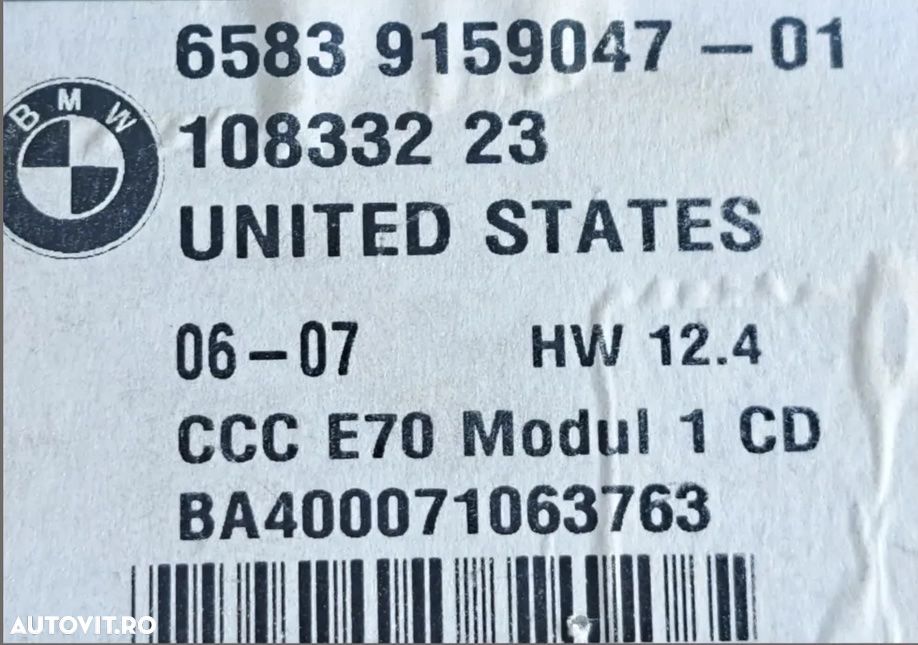 6583 9159047 -01
BMW
108332 23
UNITED STATES
06-07 HW 12.4
CCC E70 Modul 1 CD
BA400071063763
AUTOVIT.RO